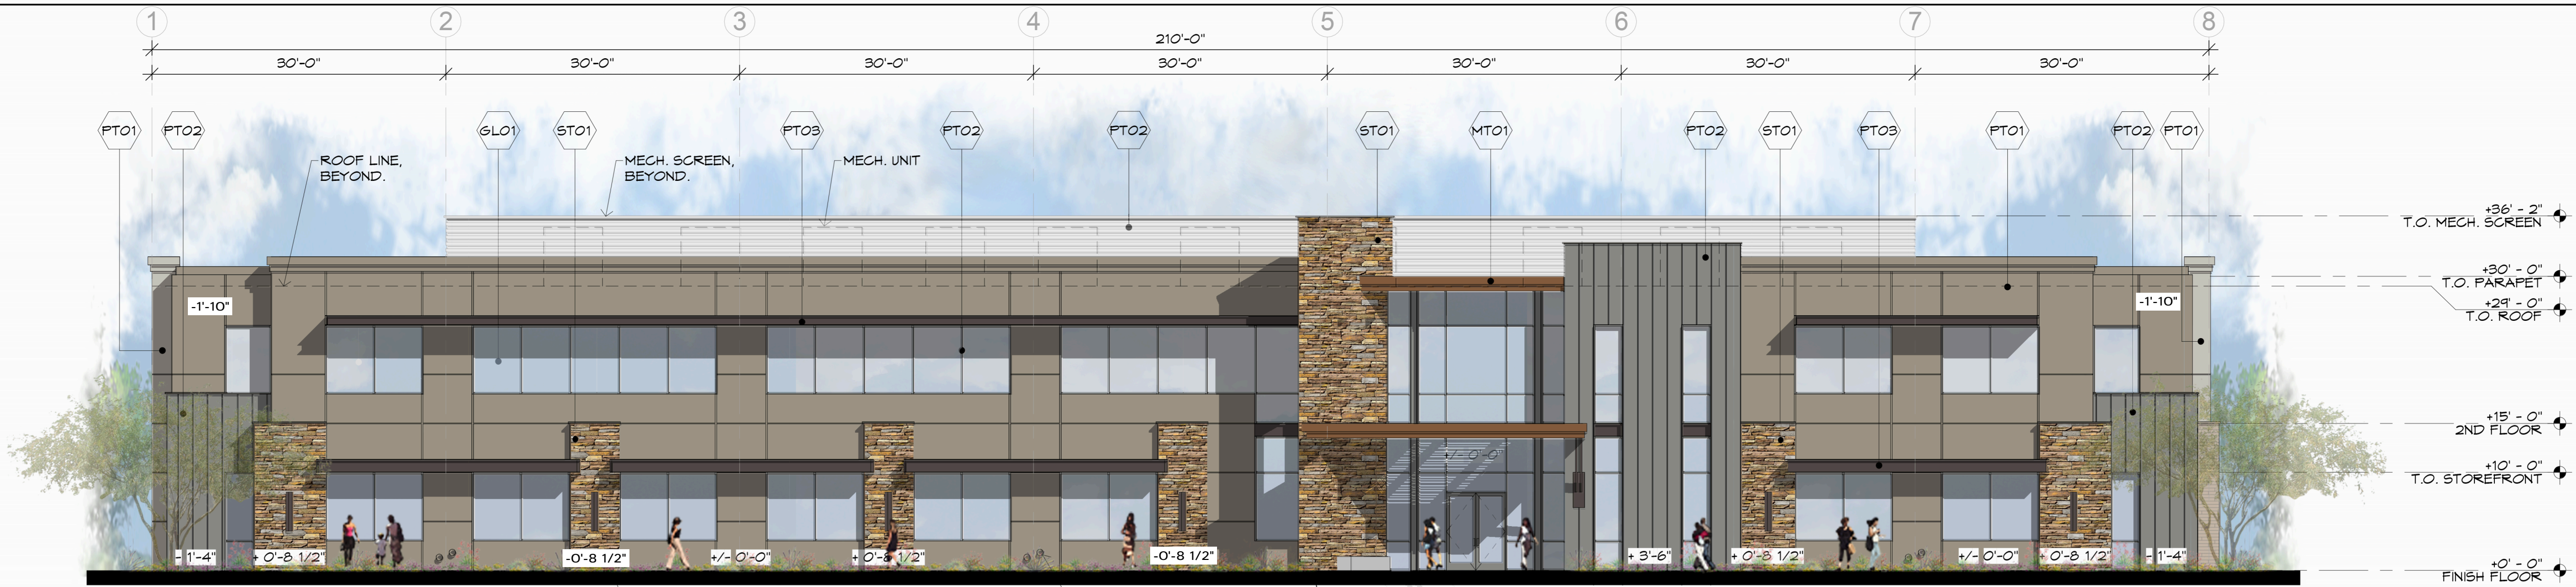 1 2 3 4 5 6 7 8
210'-0"
30'-0" 30'-0" 30'-0" 30'-0" 30'-0" 30'-0" 30'-0"
PT01 PT02 GL01 ST01 PT03 PT02 PT02 ST01 MT01 PT02 ST01 PT03 PT01 PT02 PT01
ROOF LINE,
BEYOND.
MECH. SCREEN,
BEYOND.
MECH. UNIT
+36' - 2"
T.O. MECH. SCREEN
+30' - 0"
T.O. PARAPET
+29' - 0"
T.O. ROOF
-1'-10" -1'-10"
+15' - 0"
2ND FLOOR
+10' - 0"
T.O. STOREFRONT
- 1'-4" + 0'-8 1/2" -0'-8 1/2" +/- 0'-0" + 0'-8 1/2" -0'-8 1/2" + 3'-6" + 0'-8 1/2" +/- 0'-0" + 0'-8 1/2" - 1'-4"
+0' - 0"
FINISH FLOOR